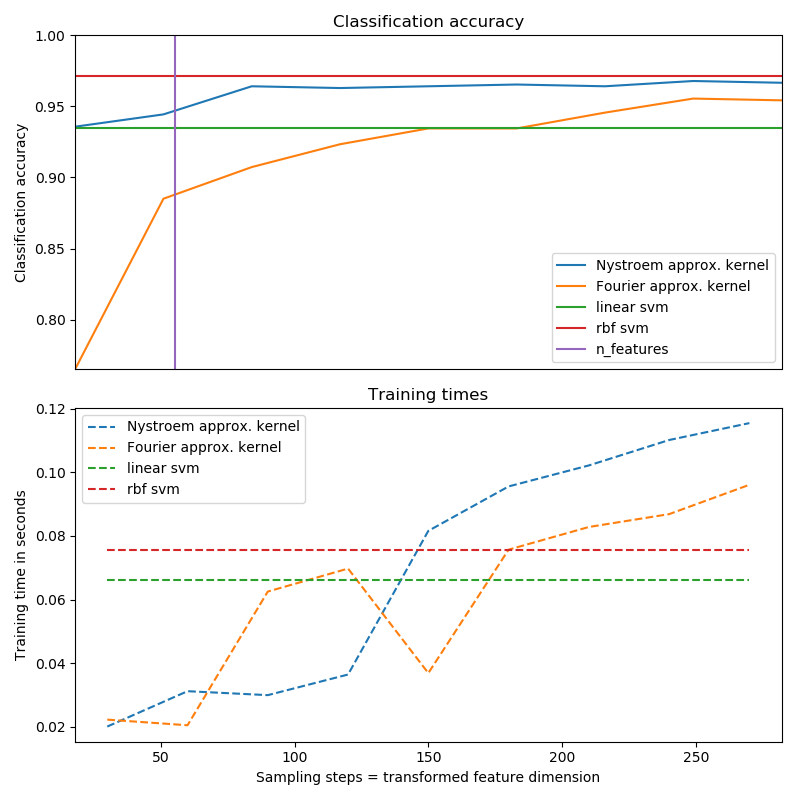 Classification accuracy
1.00
0.95
0.90
0.85
0.80
Classification accuracy
Nystroem approx. kernel
Fourier approx. kernel
linear svm
rbf svm
n_features
Training times
0.12
0.10
0.08
0.06
0.04
0.02
Training time in seconds
Nystroem approx. kernel
Fourier approx. kernel
linear svm
rbf svm
50
100
150
200
250
Sampling steps = transformed feature dimension